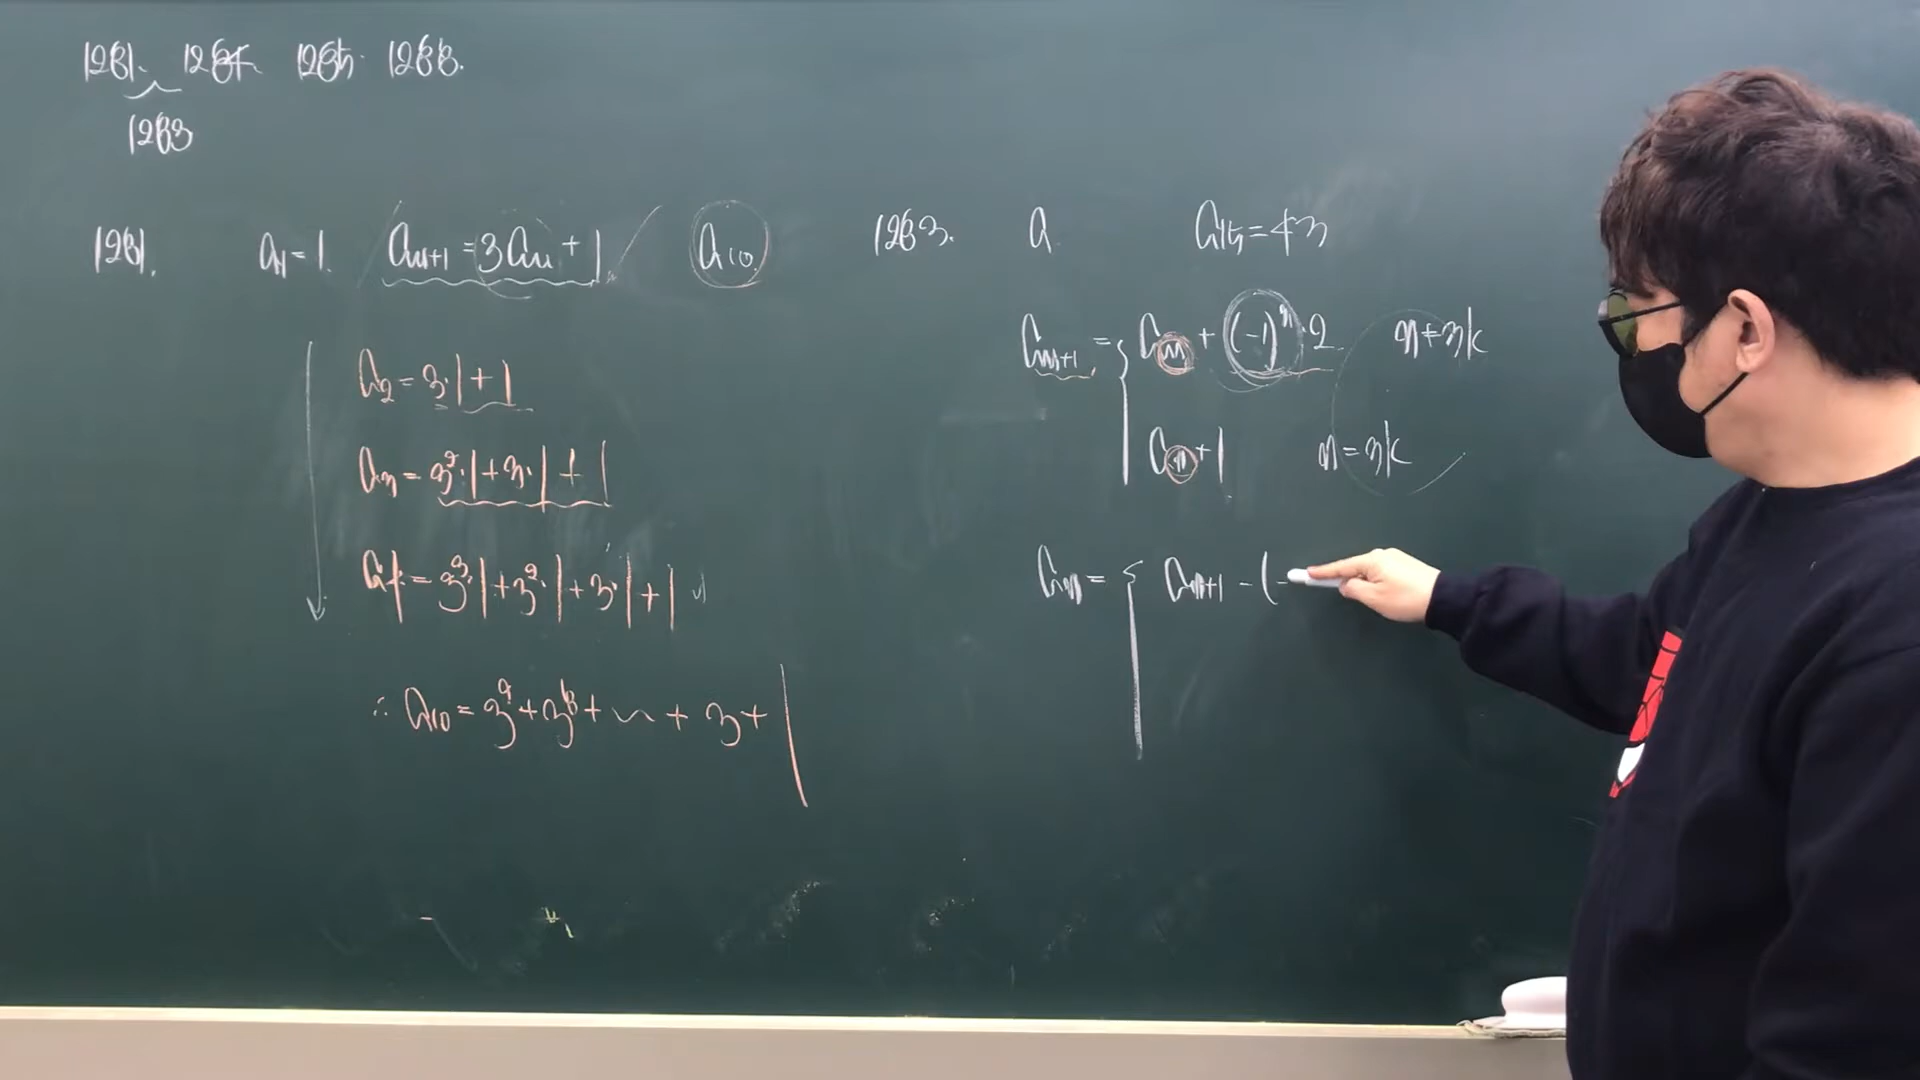 1281. 1284. 1285. 1288.
1283
1281. a₁ = 1. aₙ₊₁ = 3aₙ + 1 a₁₀.
a₂ = 3·1 + 1
a₃ = 3²·1 + 3·1 + 1
a₄ = 3³·1 + 3²·1 + 3·1 + 1
∴ a₁₀ = 3⁹ + 3⁸ + ~ + 3 + 1
1283. a a₁₅ = 43
aₙ₊₁ = { aₙ + (-1)ⁿ·2 n ≠ 3k
aₙ + 1 n = 3k
aₙ = { aₙ₊₁ - (-